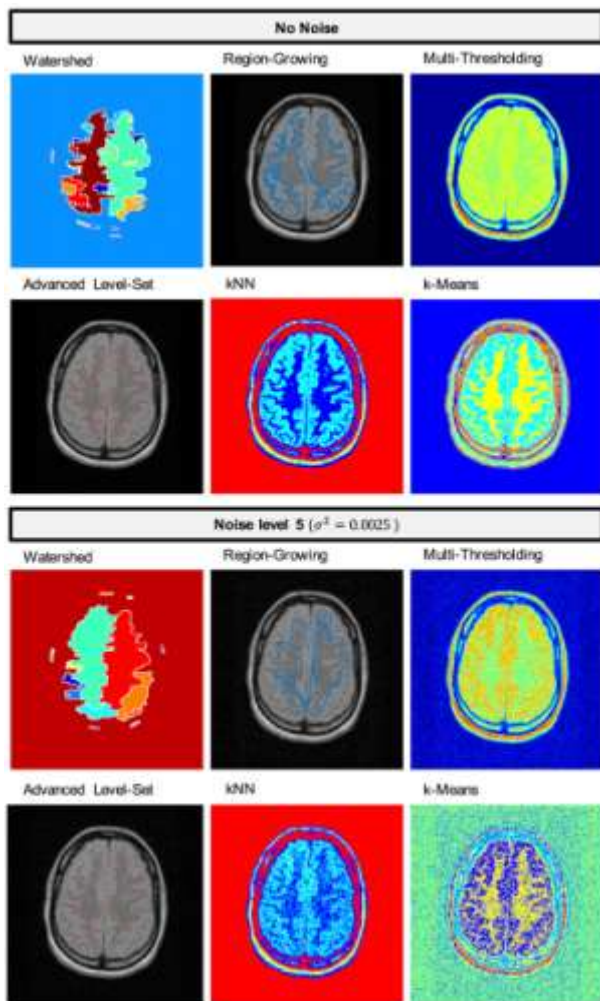 No Noise
Watershed
Region-Growing
Multi-Thresholding
Advanced Level-Set
kNN
k-Means
Noise level 5 (σ² = 0.0025 )
Watershed
Region-Growing
Multi-Thresholding
Advanced Level-Set
kNN
k-Means